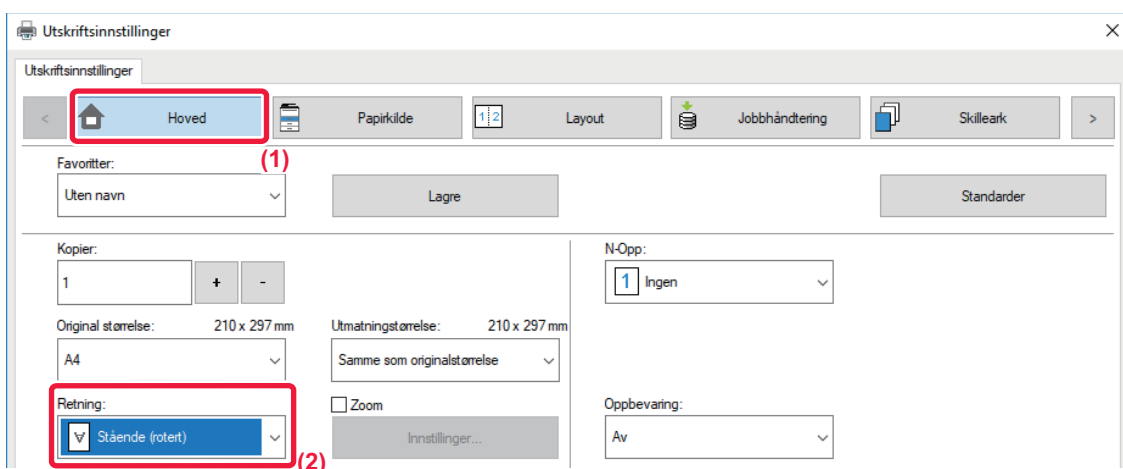 Utskriftsinnstillinger
Utskriftsinnstillinger
< Hoved Papirkilde 1 2 Layout Jobbhåndtering Skilleark >
(1)
Favoritter:
Uten navn Lagre Standarder
Kopier: N-Opp:
1 + - 1 Ingen
Original størrelse: 210 x 297 mm Utmatningstørrelse: 210 x 297 mm
A4 Samme som originalstørrelse
Retning: Zoom Oppbevaring:
A Stående (rotert) Innstillinger... Av
(2)